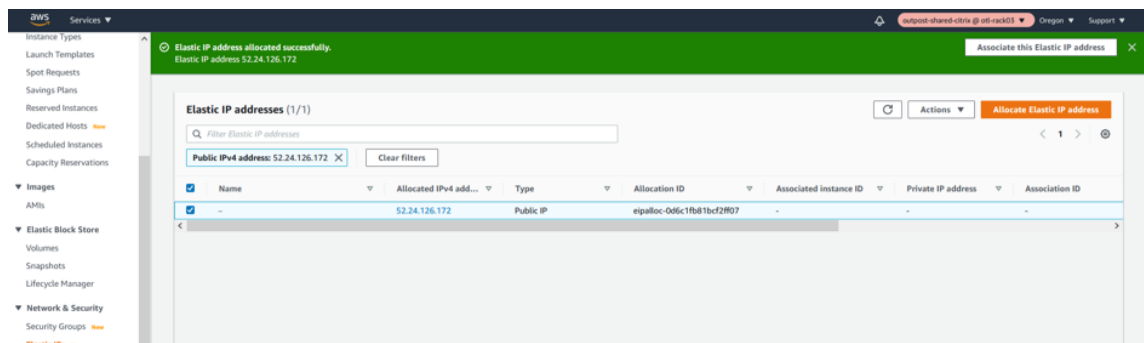 aws Services ▼ outpost-shared-citrix @ otl-rack03 ▼ Oregon ▼ Support ▼
Instance Types
Launch Templates
Spot Requests
Savings Plans
Reserved Instances
Dedicated Hosts New
Scheduled Instances
Capacity Reservations
▼ Images
AMIs
▼ Elastic Block Store
Volumes
Snapshots
Lifecycle Manager
▼ Network & Security
Security Groups New
Elastic IPs
Elastic IP address allocated successfully.
Elastic IP address 52.24.126.172
Associate this Elastic IP address
Elastic IP addresses (1/1)
Actions ▼
Allocate Elastic IP address
Filter Elastic IP addresses
< 1 >
Public IPv4 address: 52.24.126.172 X
Clear filters
Name Allocated IPv4 add... Type Allocation ID Associated instance ID Private IP address Association ID
- 52.24.126.172 Public IP eipalloc-0d6c1fb81bcf2ff07 - - -